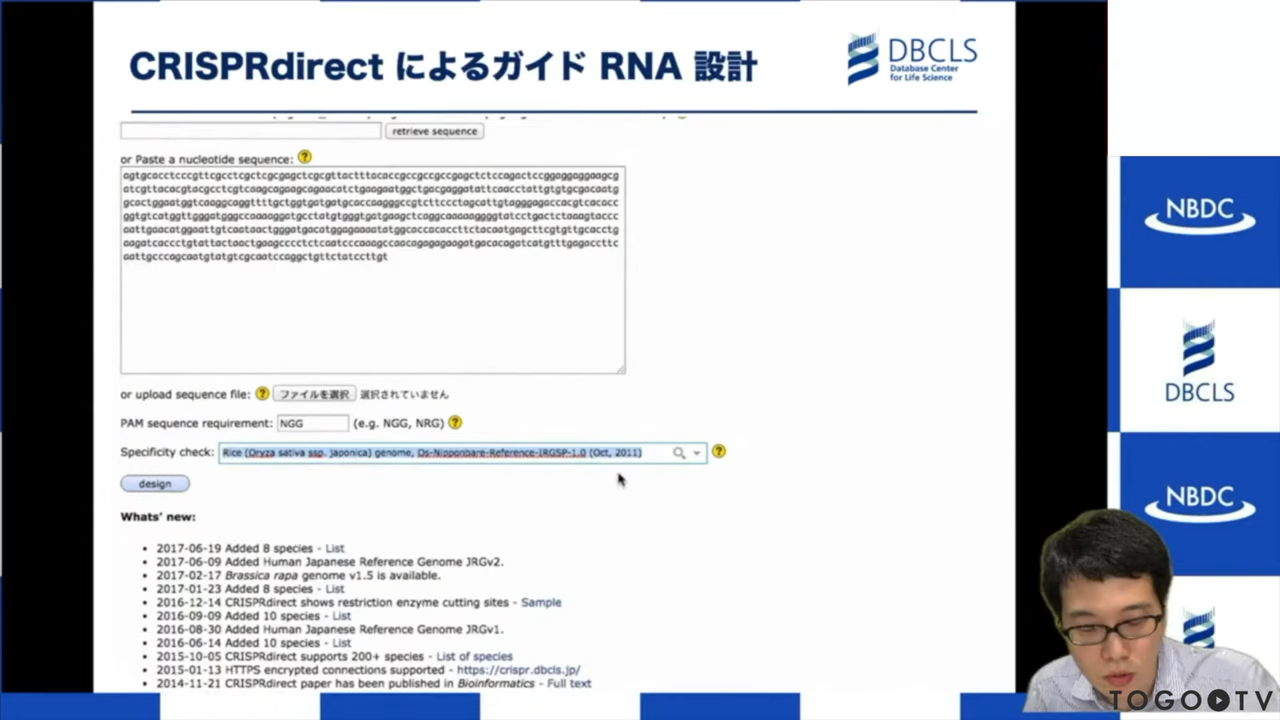 CRISPRdirect によるガイド RNA 設計
DBCLS
Database Center
for Life Science
retrieve sequence
or Paste a nucleotide sequence: ?
agtgcacctcccgttcgcctcgctcgcgagctcgcgttactttacaccgccgccgccgagctctccagactccggaggaggaagcg
atcgttacacgtacgcctcgtcaagcagaagcagaacatctgaagaatggctgacgaggatattcaacctattgtgtgcgacaatg
gcactggaatggtcaaggcaggttttgctggtgatgatgcaccaagggccgtcttccctagcattgtagggagaccacgtcacacc
ggtgtcatggttgggatgggccaaaaggatgcctatgtgggtgatgaagctcaggcaaaaaggggtatcctgactctaaagtaccc
aattgaacatggaattgtcaataactgggatgacatggagaaaatatggcaccacaccttctacaatgagcttcgtgttgcacctg
aagatcaccctgtattactaactgaagcccctctcaatcccaaagccaacagagagaagatgacacagatcatgtttgagaccttc
aattgcccagcaatgtatgtcgcaatccaggctgttctatccttgt
or upload sequence file: ? ファイルを選択 選択されていません
PAM sequence requirement: NGG (e.g. NGG, NRG) ?
Specificity check: Rice (Oryza sativa ssp. japonica) genome, Os-Nipponbare-Reference-IRGSP-1.0 (Oct, 2011) ?
design
Whats' new:
• 2017-06-19 Added 8 species - List
• 2017-06-09 Added Human Japanese Reference Genome JRGv2.
• 2017-02-17 Brassica rapa genome v1.5 is available.
• 2017-01-23 Added 8 species - List
• 2016-12-14 CRISPRdirect shows restriction enzyme cutting sites - Sample
• 2016-09-09 Added 10 species - List
• 2016-08-30 Added Human Japanese Reference Genome JRGv1.
• 2016-06-14 Added 10 species - List
• 2015-10-05 CRISPRdirect supports 200+ species - List of species
• 2015-01-13 HTTPS encrypted connections supported - https://crispr.dbcls.jp/
• 2014-11-21 CRISPRdirect paper has been published in Bioinformatics - Full text
NBDC
DBCLS
NBDC
TOGO TV